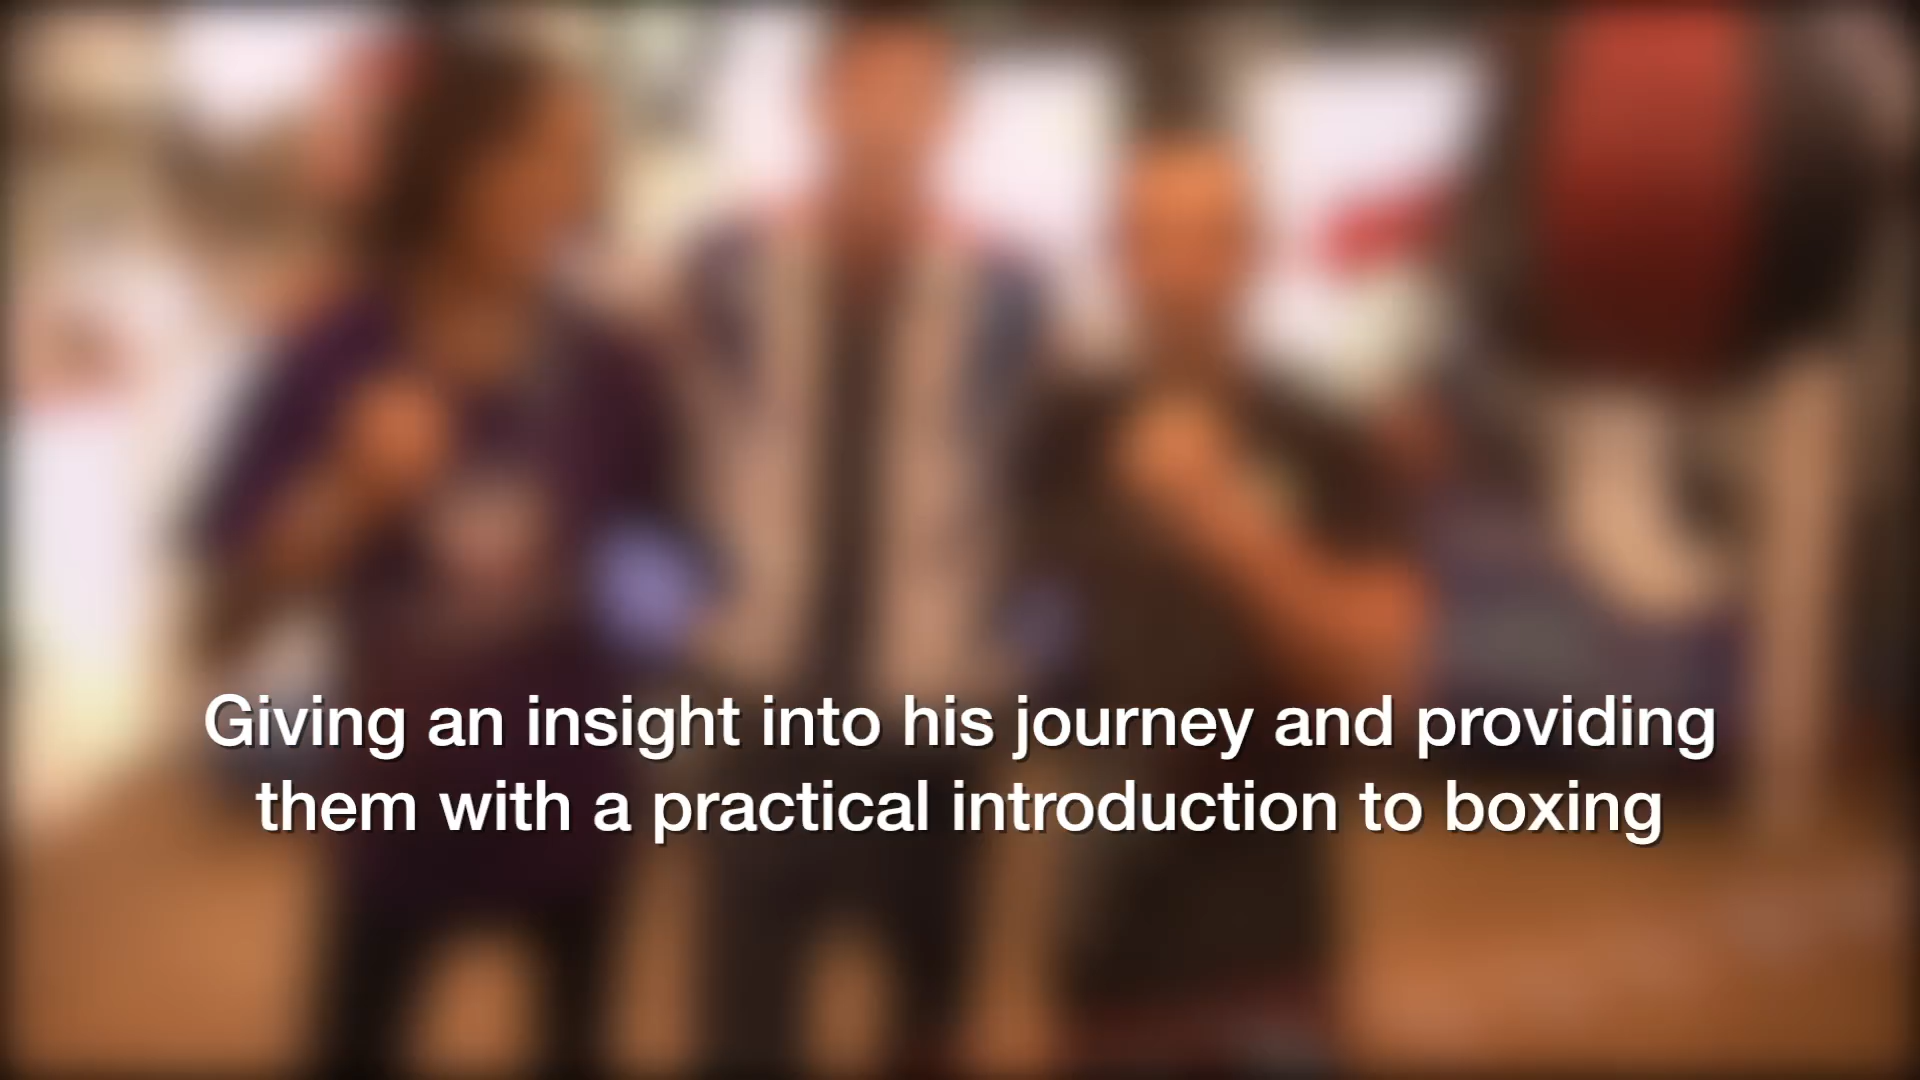 Giving an insight into his journey and providing
them with a practical introduction to boxing